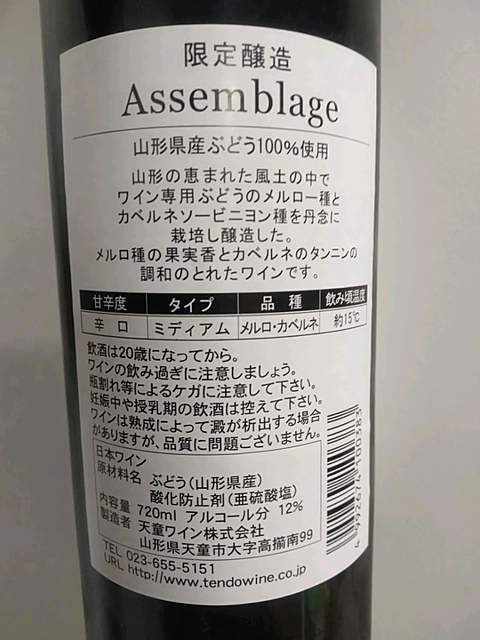 限定醸造
Assemblage
山形県産ぶどう100%使用
山形の恵まれた風土の中で
ワイン専用ぶどうのメルロー種と
カベルネソービニヨン種を丹念に
栽培し醸造した。
メルロ種の果実香とカベルネのタンニンの
調和のとれたワインです。
甘辛度 タイプ 品種 飲み頃温度
辛口 ミディアム メルロ・カベルネ 約15℃
飲酒は20歳になってから。
ワインの飲み過ぎに注意しましょう。
瓶割れ等によるケガに注意して下さい。
妊娠中や授乳期の飲酒は控えて下さい。
ワインは熟成によって澱が析出する場合
がありますが、品質に問題ございません。
日本ワイン
原材料名 ぶどう(山形県産)
酸化防止剤(亜硫酸塩)
内容量 720ml アルコール分 12%
製造者 天童ワイン株式会社
山形県天童市大字高擶南99
TEL 023-655-5151
URL http://www.tendowine.co.jp
4 992674 100383